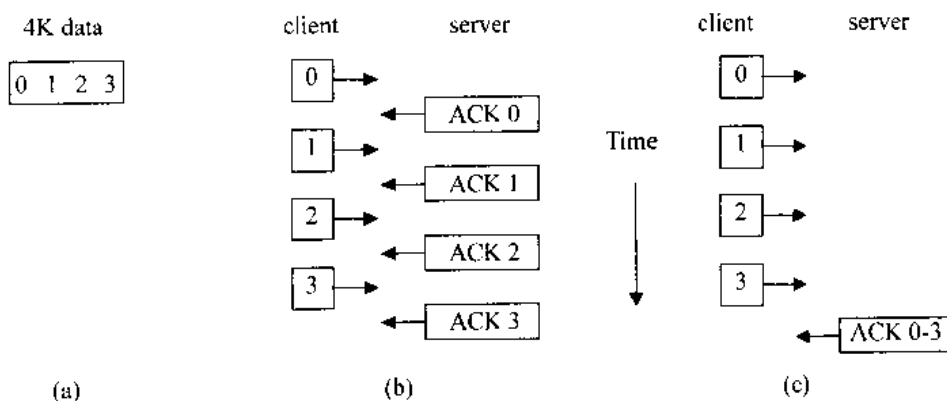 4K data
0 1 2 3
(a)
client server
0
ACK 0
1
ACK 1
2
ACK 2
3
ACK 3
(b)
Time
client server
0
1
2
3
ACK 0-3
(c)